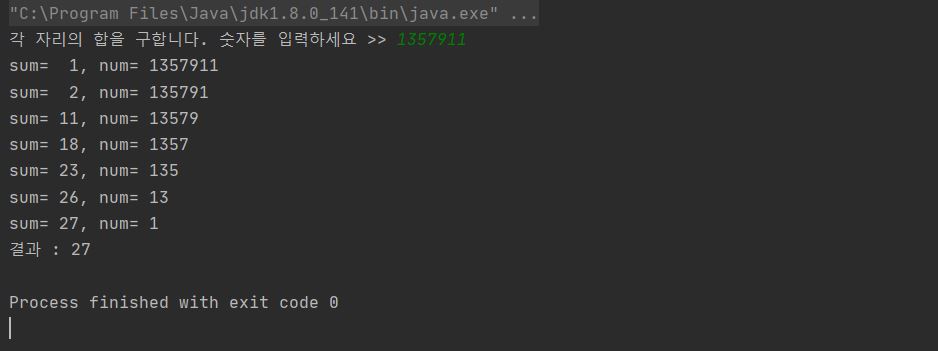 "C:\Program Files\Java\jdk1.8.0_141\bin\java.exe" ...
각 자리의 합을 구합니다. 숫자를 입력하세요 >> 1357911
sum=  1, num= 1357911
sum=  2, num= 135791
sum= 11, num= 13579
sum= 18, num= 1357
sum= 23, num= 135
sum= 26, num= 13
sum= 27, num= 1
결과 : 27
Process finished with exit code 0